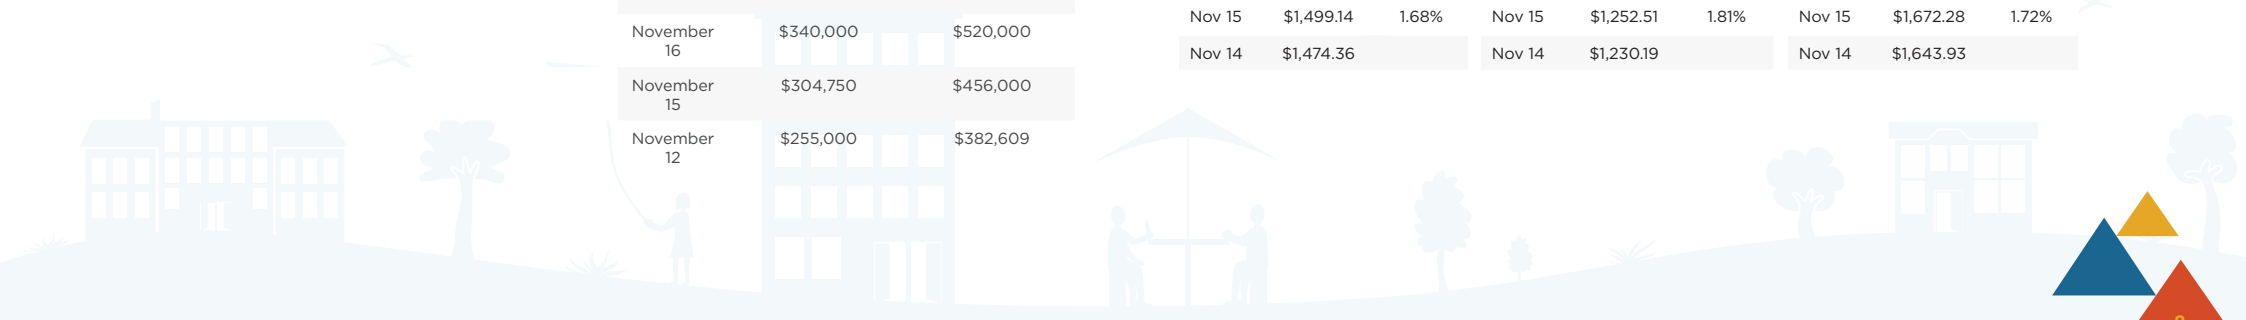 November $340,000 $520,000
16
November $304,750 $456,000
15
November $255,000 $382,609
12
Nov 15 $1,499.14 1.68% Nov 15 $1,252.51 1.81% Nov 15 $1,672.28 1.72%
Nov 14 $1,474.36 Nov 14 $1,230.19 Nov 14 $1,643.93